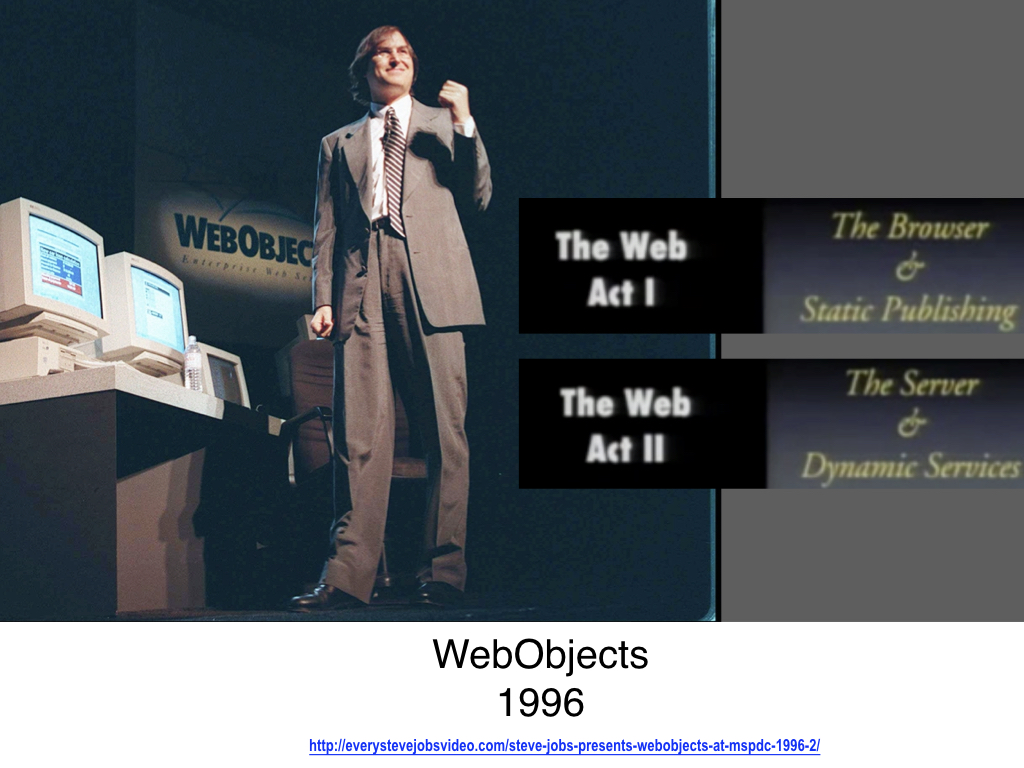 WEBOBJEC
Enterprise Web Se
The Web
Act I
The Browser
&
Static Publishing
The Web
Act II
The Server
&
Dynamic Services
WebObjects
1996
http://everystevejobsvideo.com/steve-jobs-presents-webobjects-at-mspdc-1996-2/